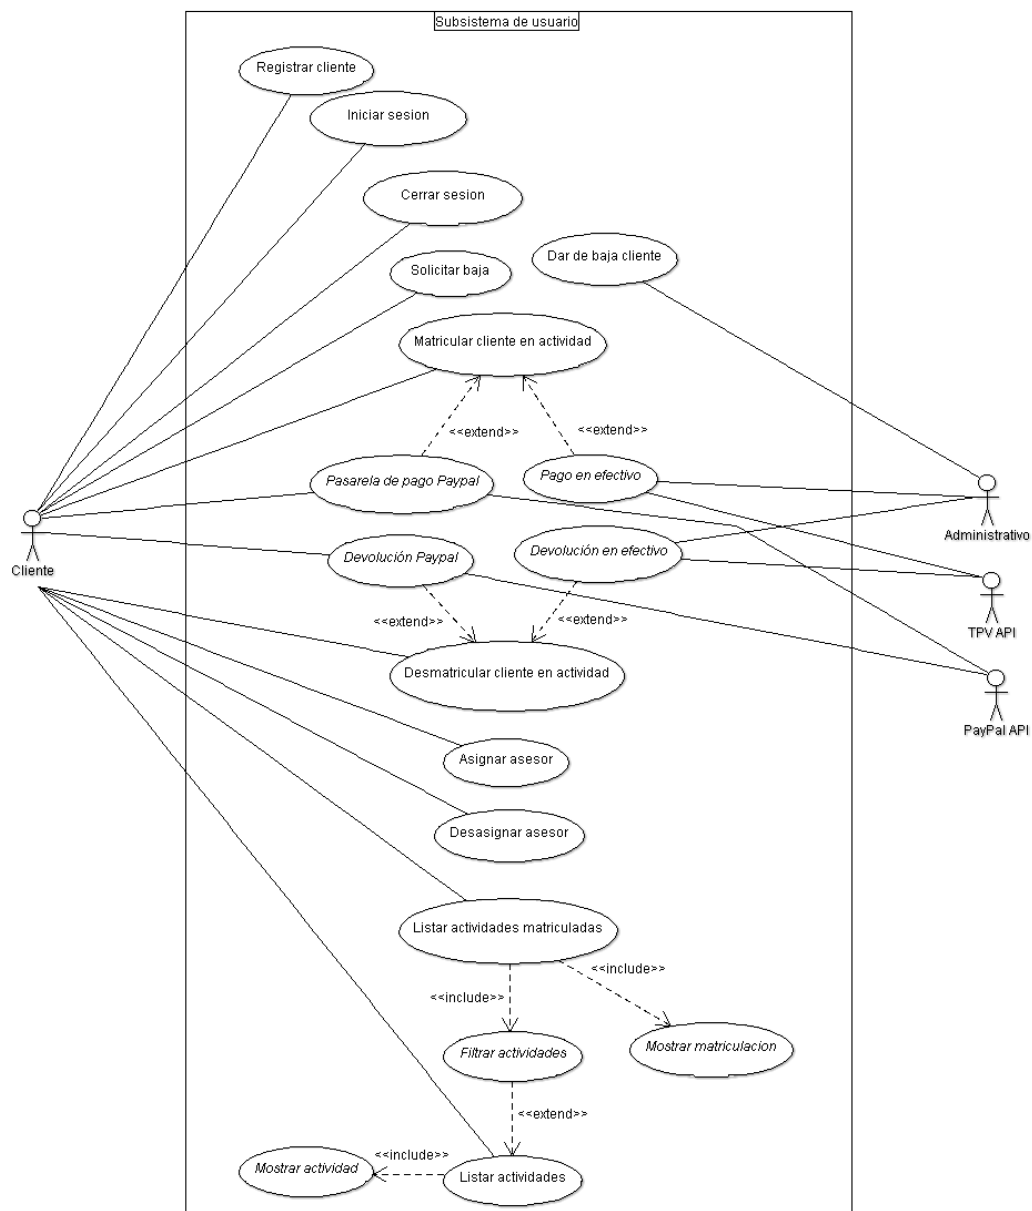 Subsistema de usuario
Registrar cliente
Iniciar sesion
Cerrar sesion
Dar de baja cliente
Solicitar baja
Matricular cliente en actividad
<<extend>>
<<extend>>
Pasarela de pago Paypal
Pago en efectivo
Administrativo
Devolución Paypal
Devolución en efectivo
Cliente
<<extend>>
<<extend>>
TPV API
Desmatricular cliente en actividad
PayPal API
Asignar asesor
Desasignar asesor
Listar actividades matriculadas
<<include>>
<<include>>
Filtrar actividades
Mostrar matriculacion
<<extend>>
<<include>>
Mostrar actividad
Listar actividades